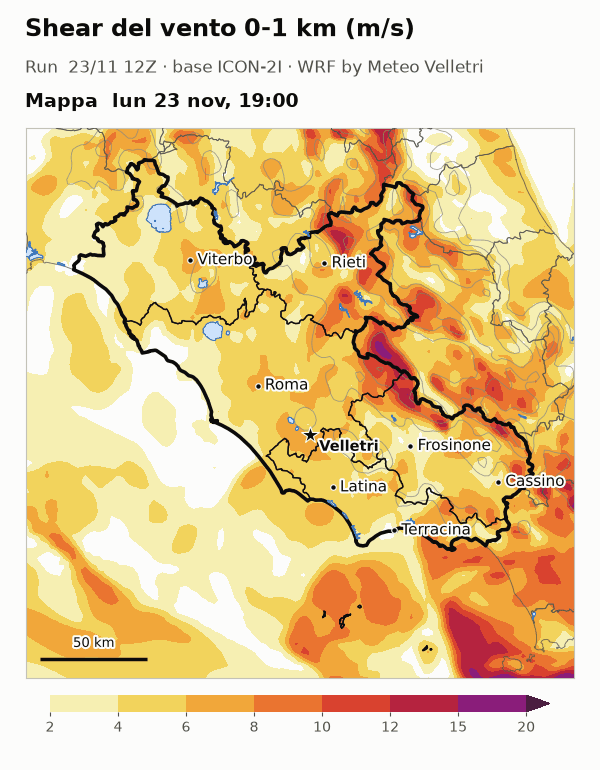 Shear del vento 0-1 km (m/s)
Run  23/11 12Z · base ICON-2I · WRF by Meteo Velletri
Mappa  lun 23 nov, 19:00
Viterbo
Rieti
Roma
Velletri
Frosinone
Cassino
Latina
Terracina
50 km
2 4 6 8 10 12 15 20